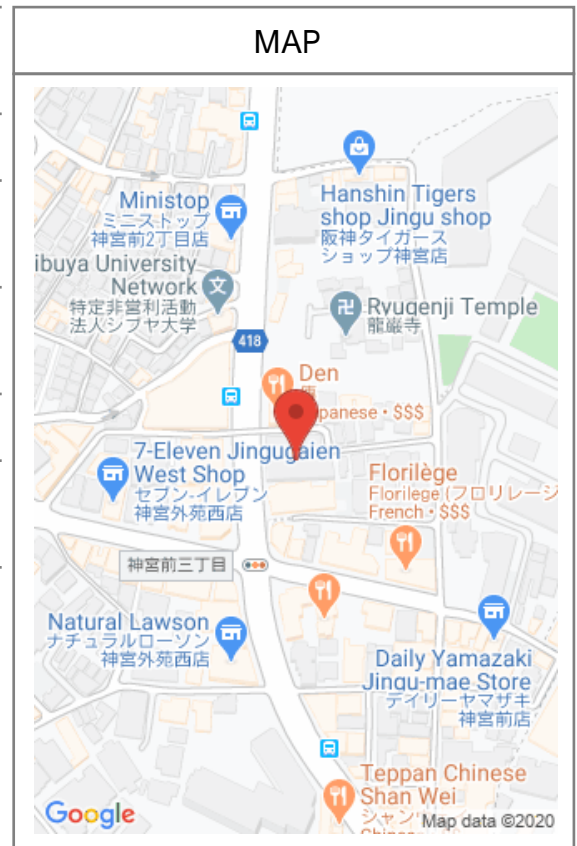 MAP
Ministop
ミニストップ
神宮前2丁目店
Hanshin Tigers
shop Jingu shop
阪神タイガース
ショップ神宮店
ibuya University
Network
特定非営利活動
法人シブヤ大学
Ryugenji Temple
龍巌寺
418
Den
panese • $$$
7-Eleven Jingugaien
West Shop
セブン-イレブン
神宮外苑西店
Florilège
Florilege (フロリレージ
French • $$$
神宮前三丁目
Natural Lawson
ナチュラルローソン
神宮外苑西店
Daily Yamazaki
Jingu-mae Store
デイリーヤマザキ
神宮前店
Teppan Chinese
Shan Wei
シャン
Google
Map data ©2020